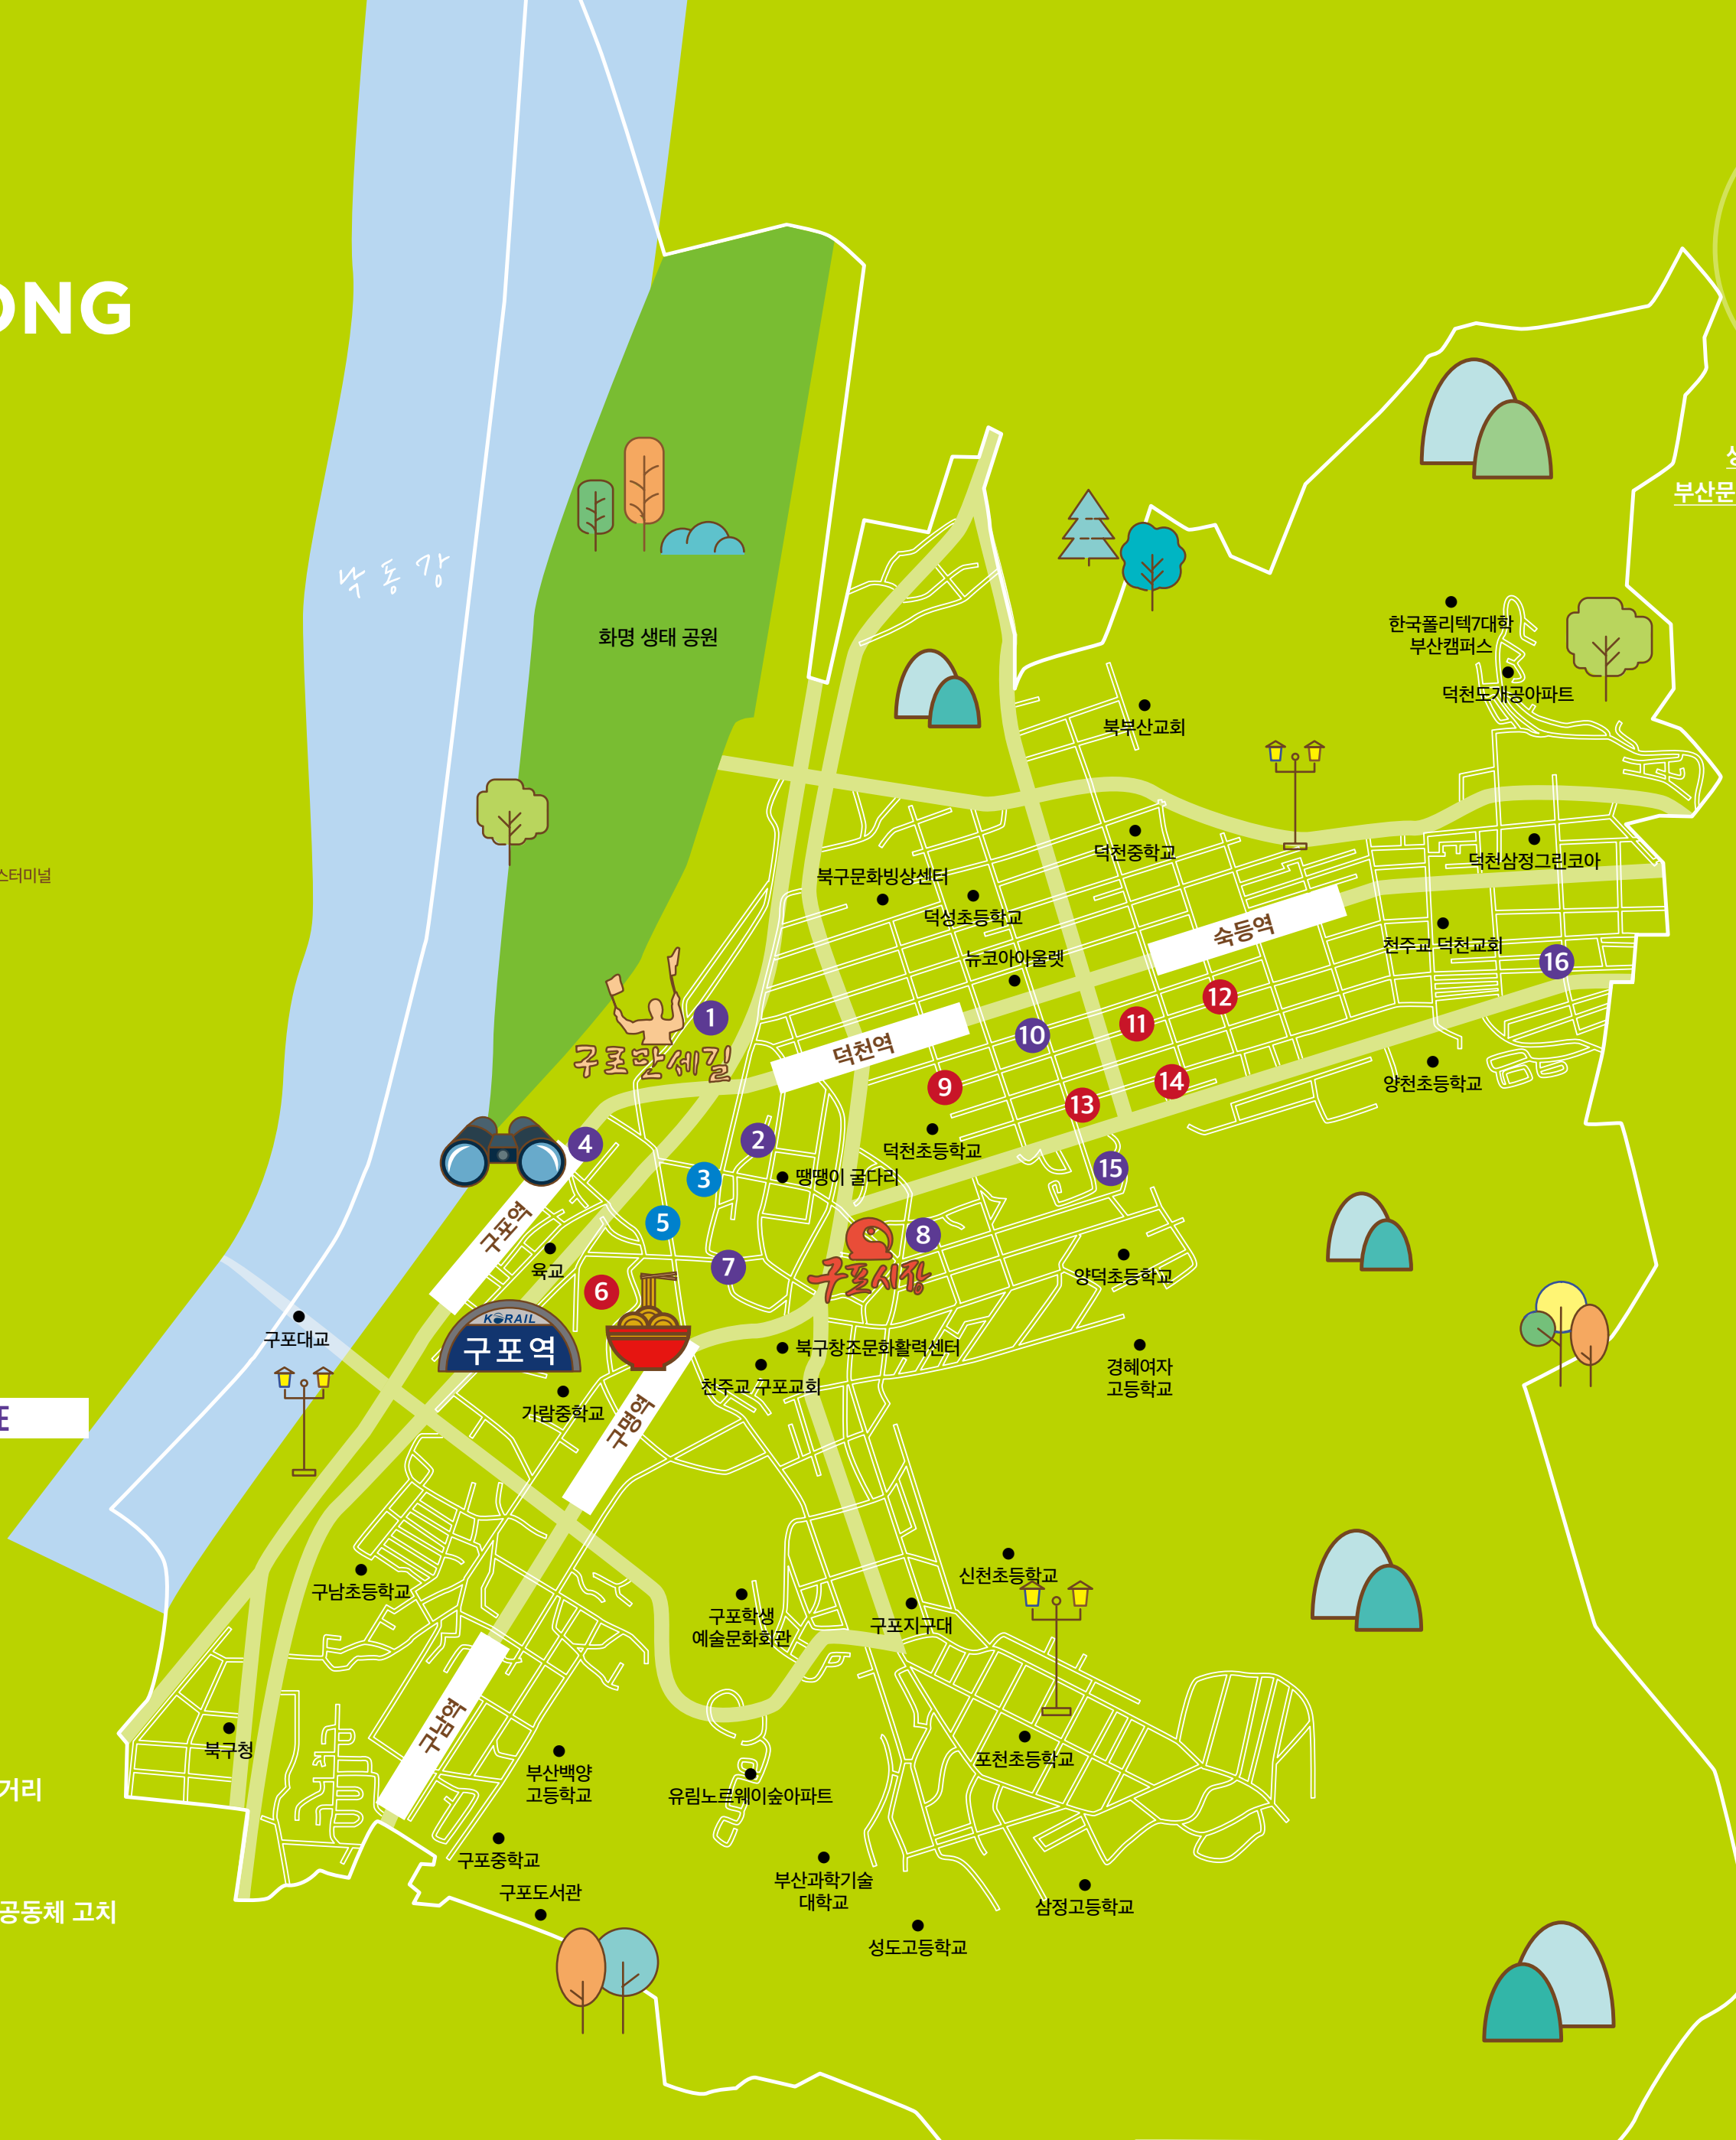 ONG
부산문
한국폴리텍7대학
부산캠퍼스
낙동강
화명 생태 공원
덕천도개공아파트
북부산교회
덕천중학교
덕천삼정그린코아
스터미널
북구문화빙상센터
덕성초등학교
숙등역
천주교 덕천교회
뉴코아아울렛
16
12
1
11
10
구포만세길
덕천역
14
9
양천초등학교
13
4
2
덕천초등학교
15
3
땡땡이 굴다리
구포역
5
8
육교
7
구포시장
양덕초등학교
6
KORAIL
구포역
구포대교
북구창조문화활력센터
경혜여자
고등학교
천주교 구포교회
가람중학교
구명역
신천초등학교
구남초등학교
구포학생
예술문화회관
구포지구대
구남역
북구청
포천초등학교
부산백양
고등학교
거리
유림노르웨이숲아파트
구포중학교
부산과학기술
대학교
구포도서관
삼정고등학교
공동체 고치
성도고등학교